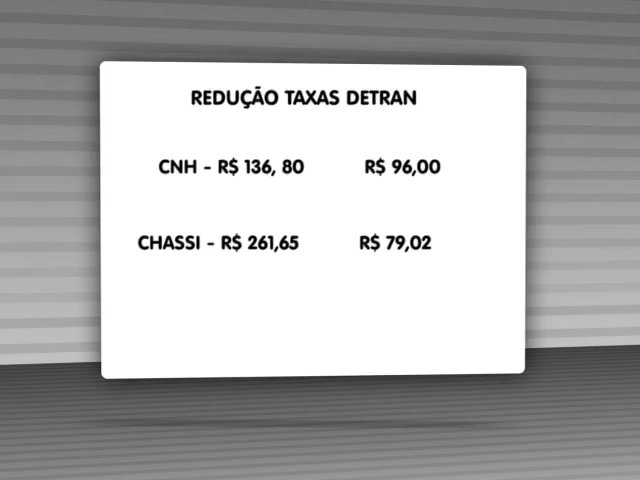 REDUÇÃO TAXAS DETRAN
CNH - R$ 136, 80 R$ 96,00
CHASSI - R$ 261,65 R$ 79,02